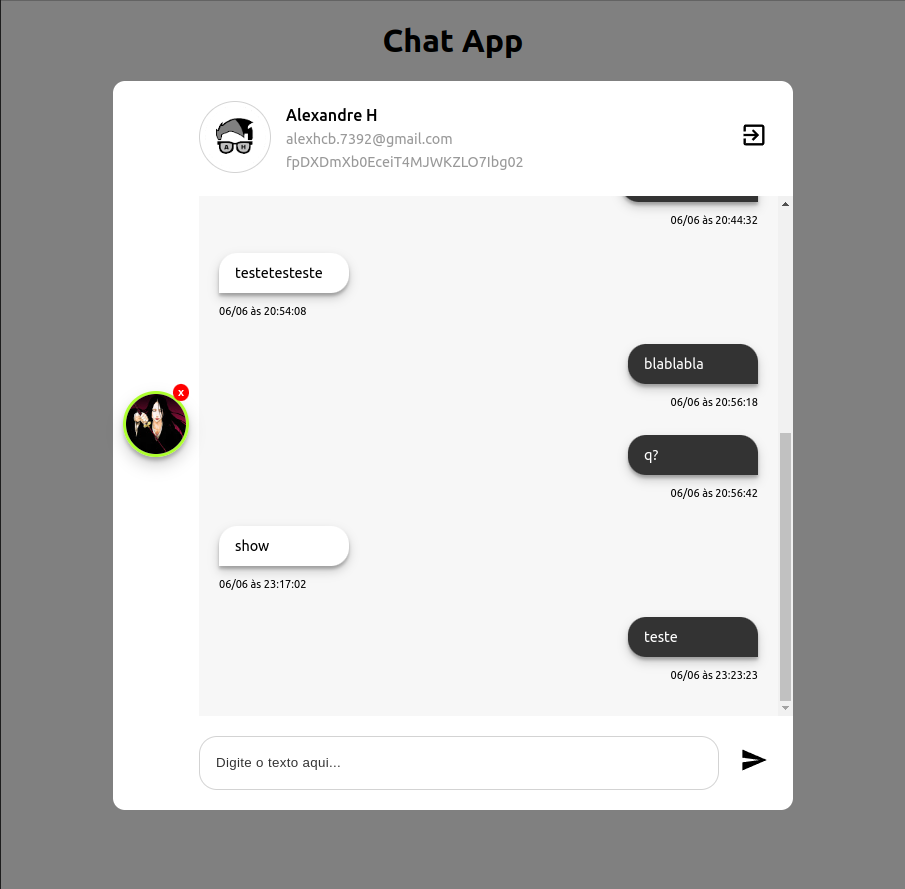 Chat App
Alexandre H
alexhcb.7392@gmail.com
fpDXDmXb0EceiT4MJWKZLO7Ibg02
A H
06/06 às 20:44:32
testetesteste
06/06 às 20:54:08
blablabla
06/06 às 20:56:18
x
q?
06/06 às 20:56:42
show
06/06 às 23:17:02
teste
06/06 às 23:23:23
Digite o texto aqui...